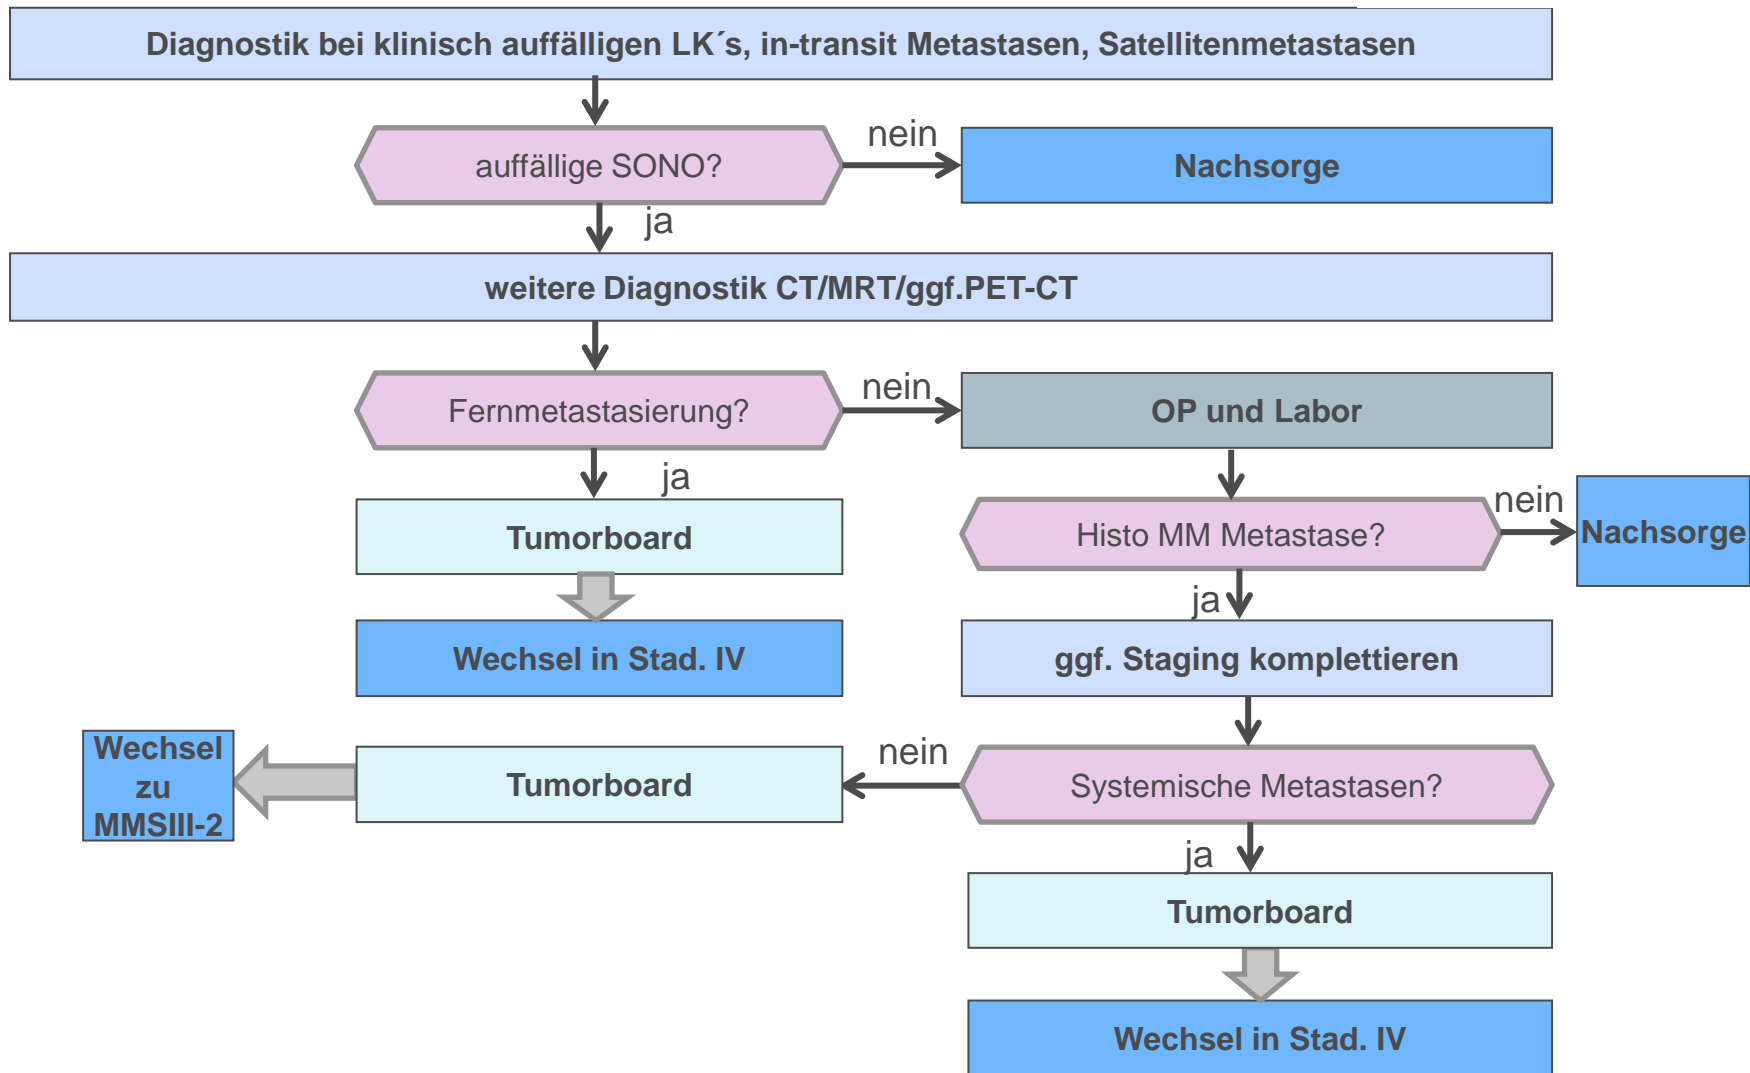 Diagnostik bei klinisch auffälligen LK´s, in-transit Metastasen, Satellitenmetastasen
auffällige SONO?
nein
Nachsorge
ja
weitere Diagnostik CT/MRT/ggf.PET-CT
Fernmetastasierung?
nein
OP und Labor
ja
Tumorboard
Histo MM Metastase?
nein
Nachsorge
ja
Wechsel in Stad. IV
ggf. Staging komplettieren
Wechsel
zu
MMSIII-2
Tumorboard
nein
Systemische Metastasen?
ja
Tumorboard
Wechsel in Stad. IV